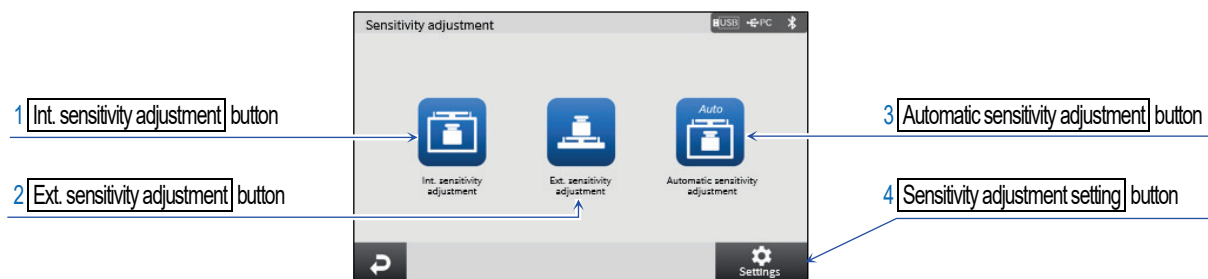 Sensitivity adjustment
USB PC
1 Int. sensitivity adjustment button
2 Ext. sensitivity adjustment button
Auto
Int. sensitivity
adjustment
Ext. sensitivity
adjustment
Automatic sensitivity
adjustment
3 Automatic sensitivity adjustment button
4 Sensitivity adjustment setting button
Settings